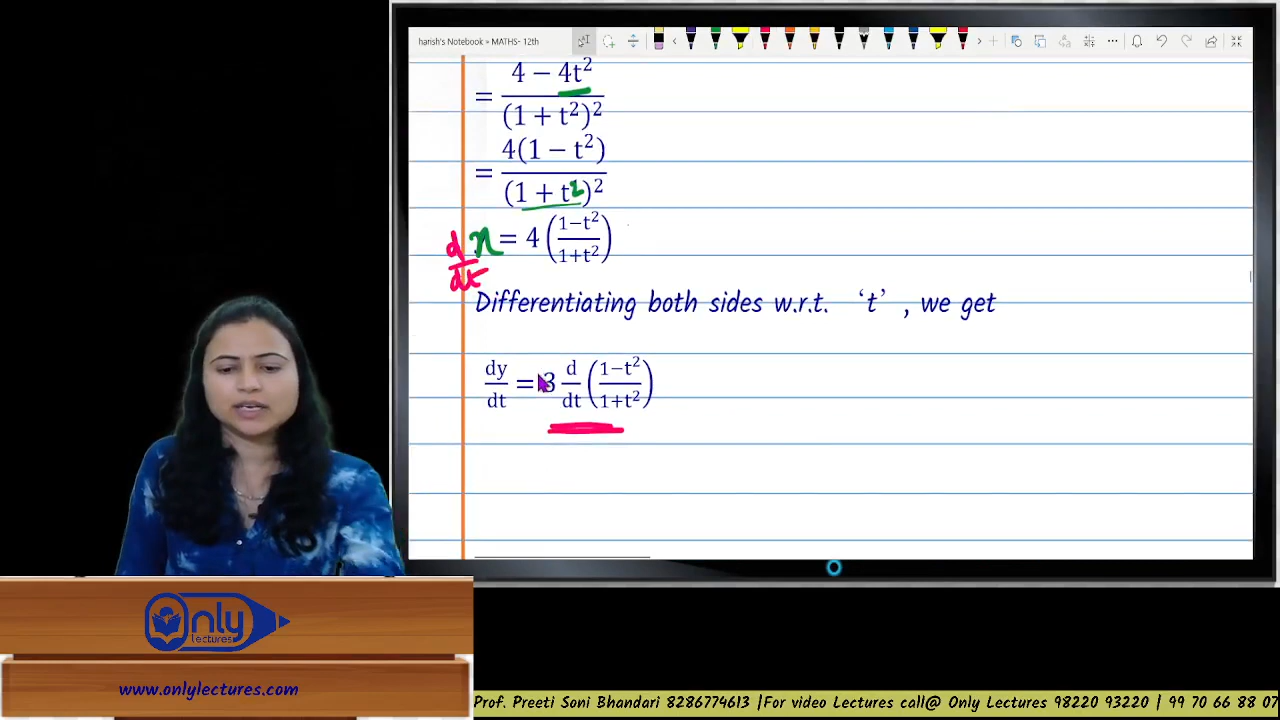 harish's Notebook » MATHS- 12th
= 4 − 4t² / (1 + t²)²
= 4(1 − t²) / (1 + t²)²
d/dt x = 4 (1−t² / 1+t²)
Differentiating both sides w.r.t. ‘t’ , we get
dy/dt = 3 d/dt (1−t² / 1+t²)
Only
lectures
www.onlylectures.com
Prof. Preeti Soni Bhandari 8286774613 |For video Lectures call@ Only Lectures 98220 93220 | 99 70 66 88 07